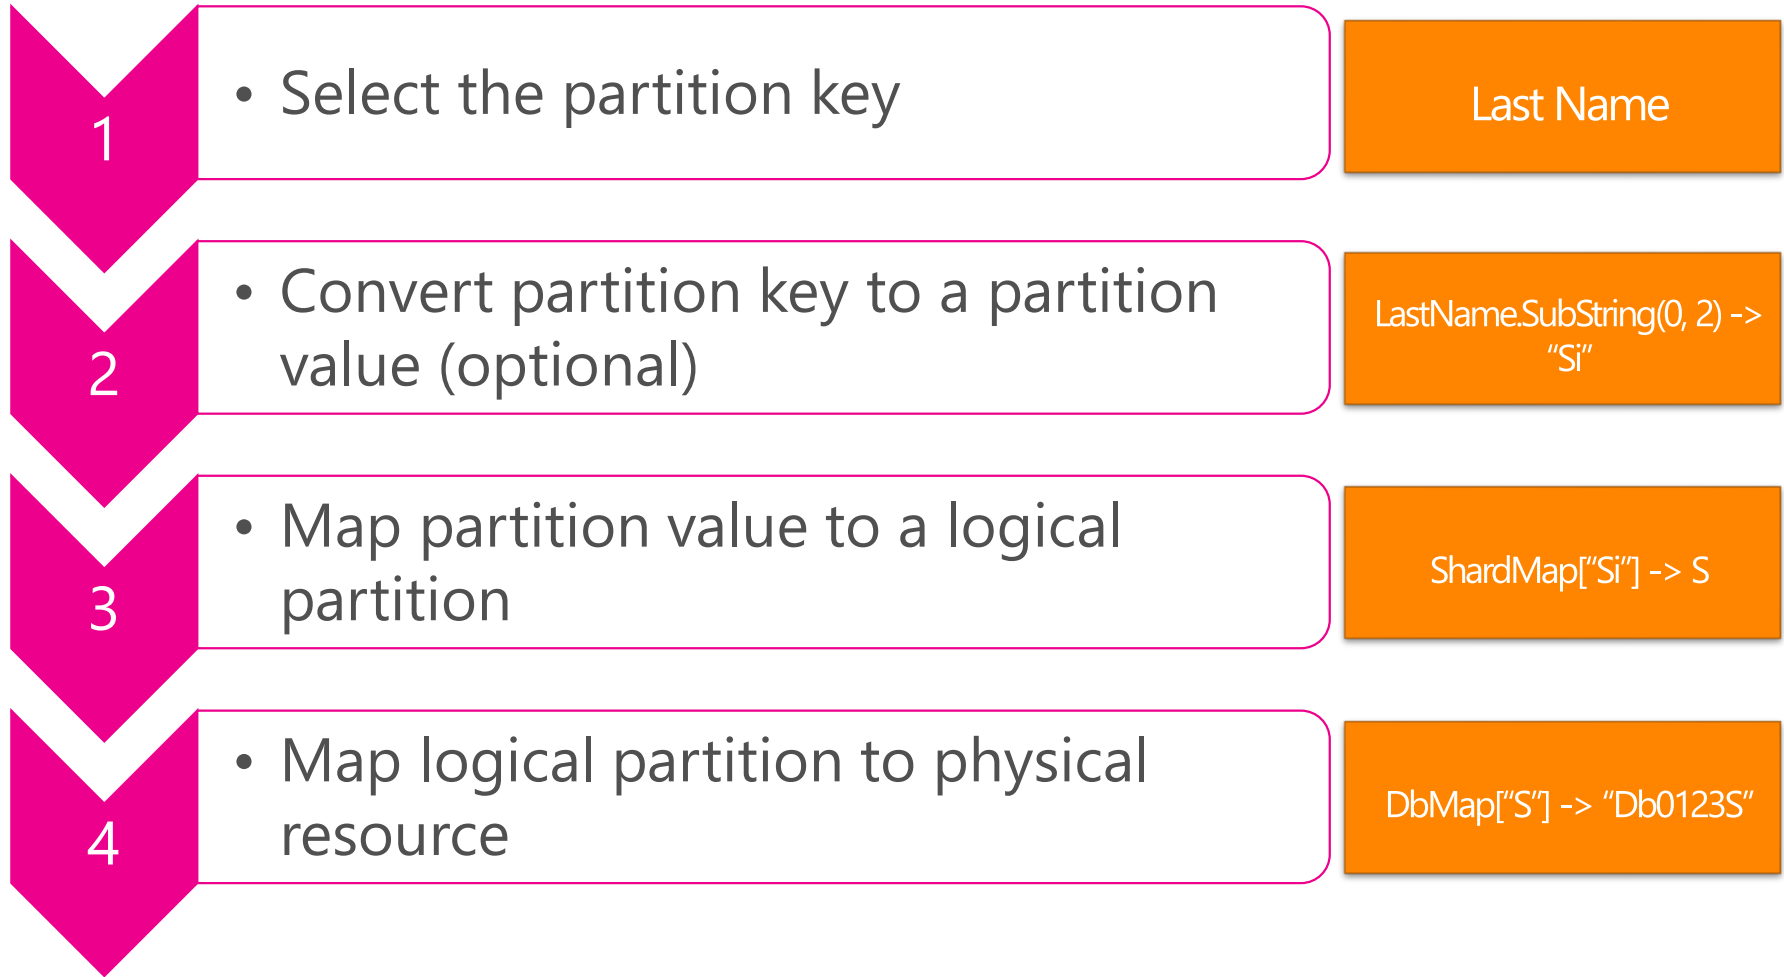 1
• Select the partition key
Last Name
2
• Convert partition key to a partition
value (optional)
LastName.SubString(0, 2) ->
“Si”
3
• Map partition value to a logical
partition
ShardMap[“Si”] -> S
4
• Map logical partition to physical
resource
DbMap[“S”] -> “Db0123S”